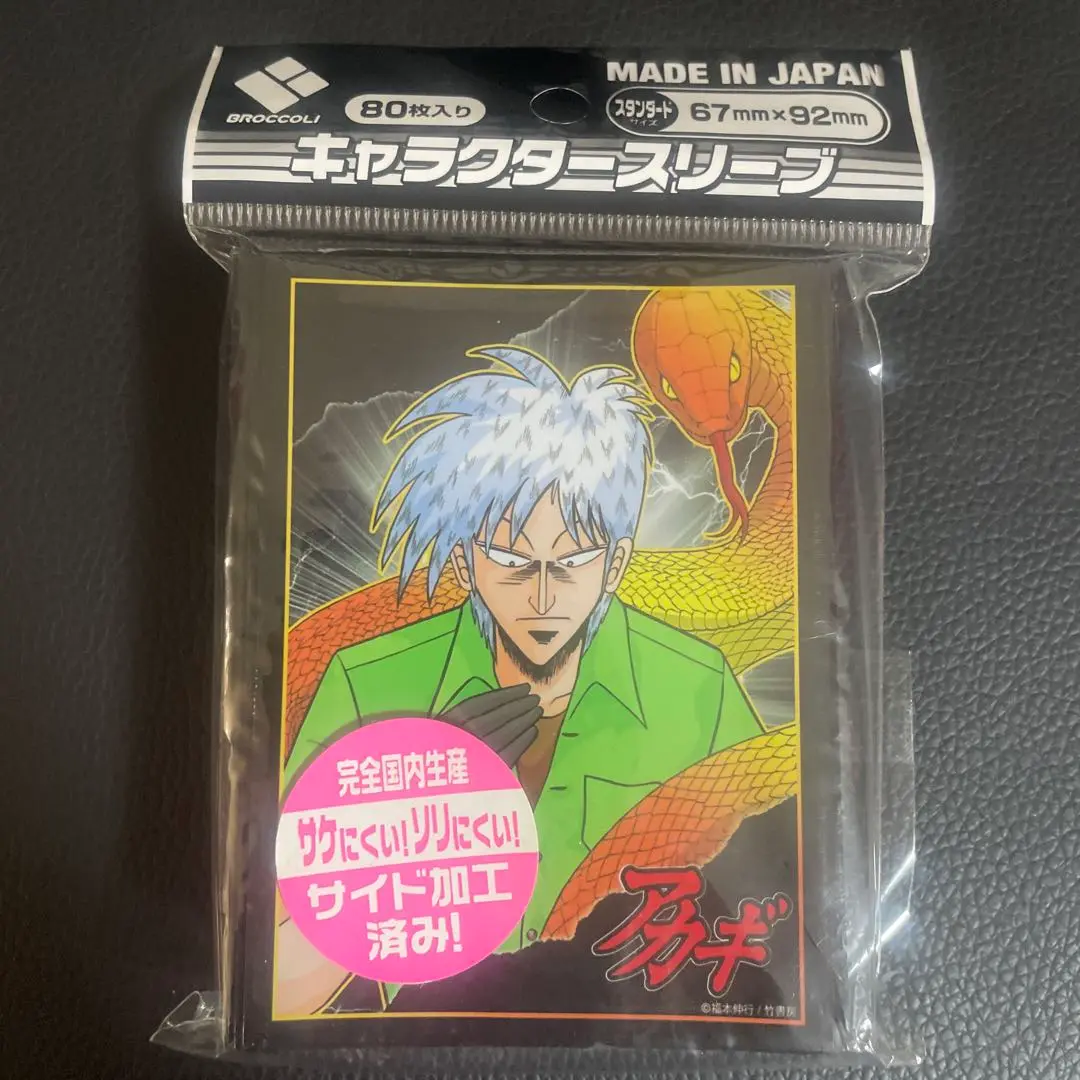 BROCCOLI
80枚入り
MADE IN JAPAN
スタンダード
サイズ
67mm×92mm
キャラクタースリーブ
完全国内生産
サケにくい!ソリにくい!
サイド加工
済み!
アカギ
©福本伸行/竹書房